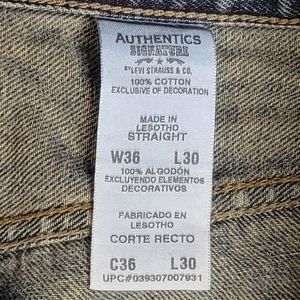 AUTHENTICS
SIGNATURE
BY LEVI STRAUSS & CO.
100% COTTON
EXCLUSIVE OF DECORATION
MADE IN
LESOTHO
STRAIGHT
W36 L30
100% ALGODÓN
EXCLUYENDO ELEMENTOS
DECORATIVOS
FABRICADO EN
LESOTHO
CORTE RECTO
C36 L30
UPC#039307007931